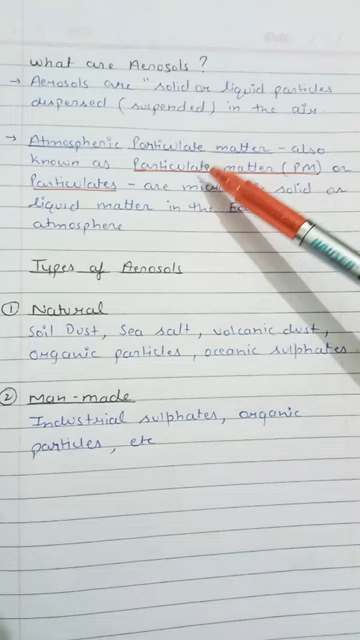 what are Aerosols ?
→ Aerosols are "solid or liquid particles
dispersed (suspended) in the air
→ Atmospheric Particulate matter - also
known as Particulate matter (PM) or
Particulates - are solid or
liquid matter in the
atmosphere
Types of Aerosols
① Natural
Soil Dust, Sea salt, volcanic dust,
organic particles, oceanic sulphates
② Man-made
Industrial sulphates, organic
particles, etc